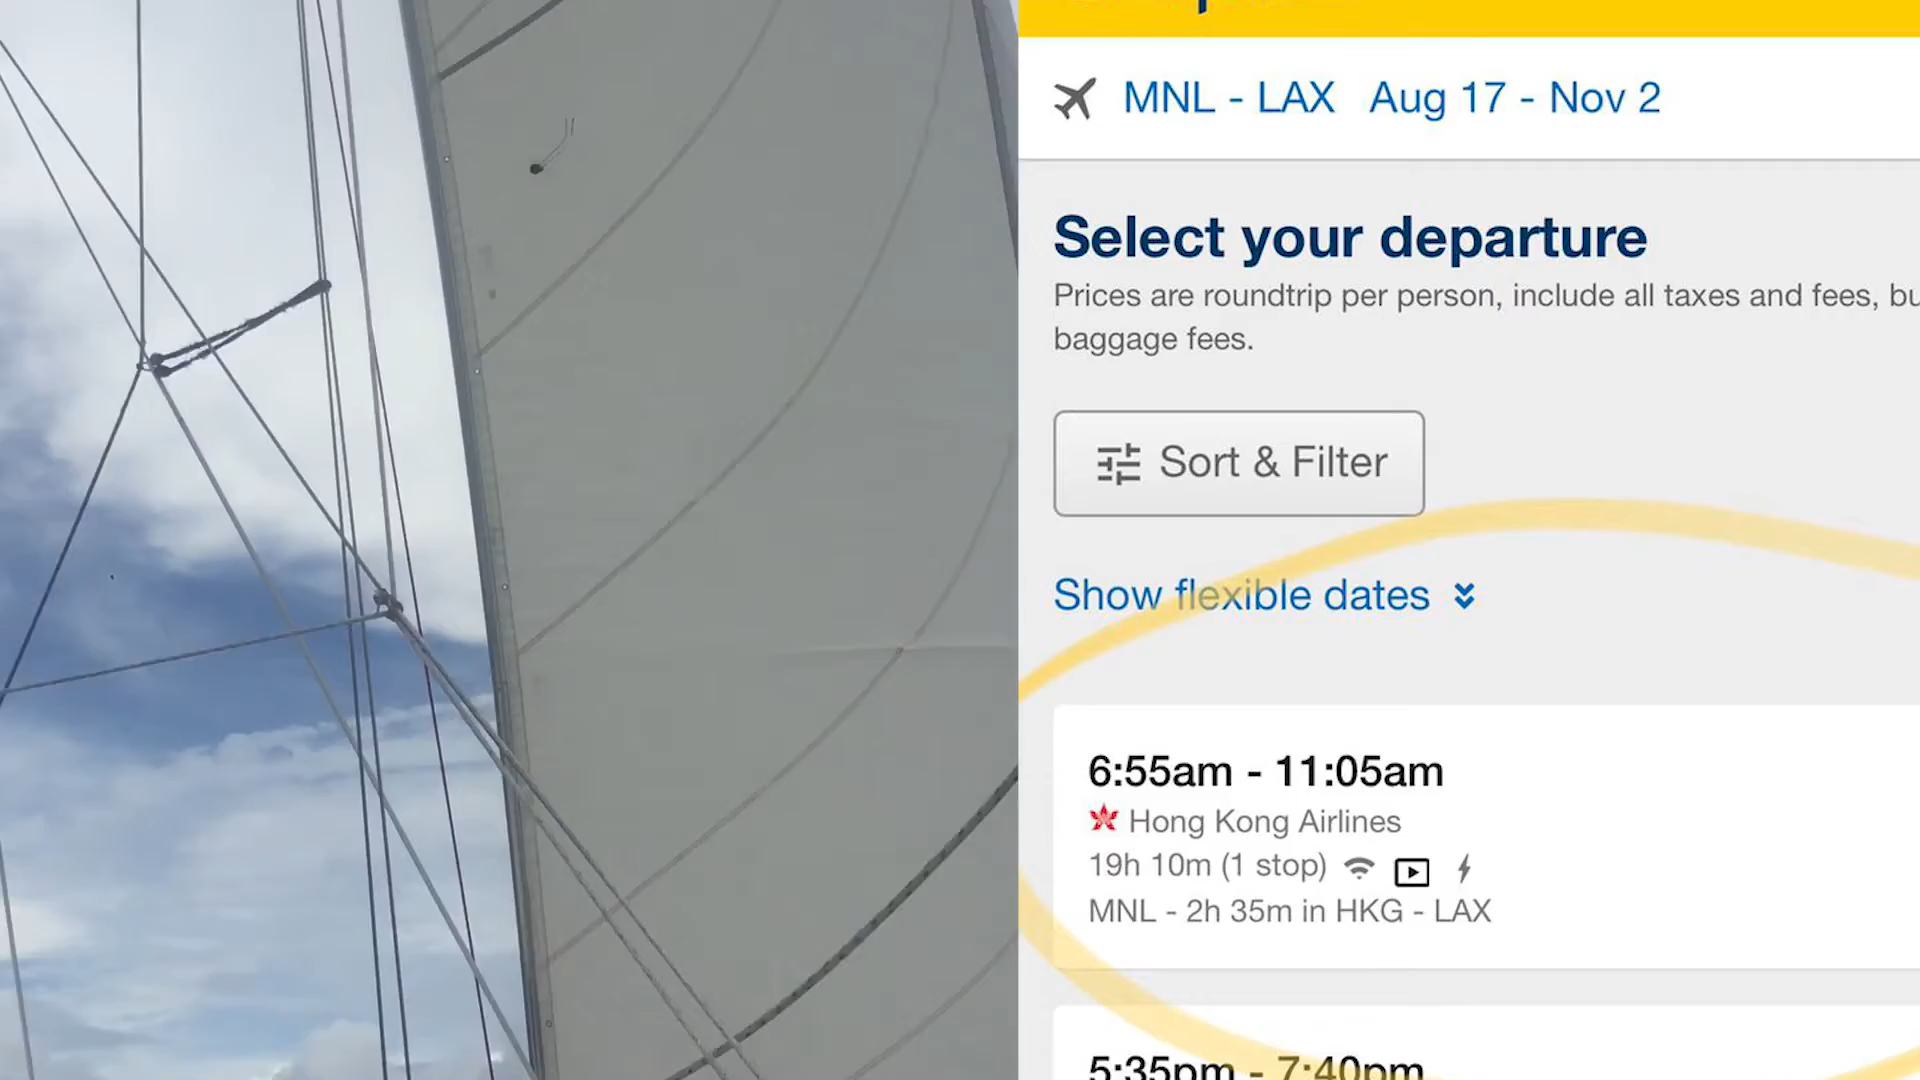 MNL - LAX Aug 17 - Nov 2
Select your departure
Prices are roundtrip per person, include all taxes and fees,
baggage fees.
Sort & Filter
Show flexible dates
6:55am - 11:05am
Hong Kong Airlines
19h 10m (1 stop)
MNL - 2h 35m in HKG - LAX
5:35pm - 7:40pm